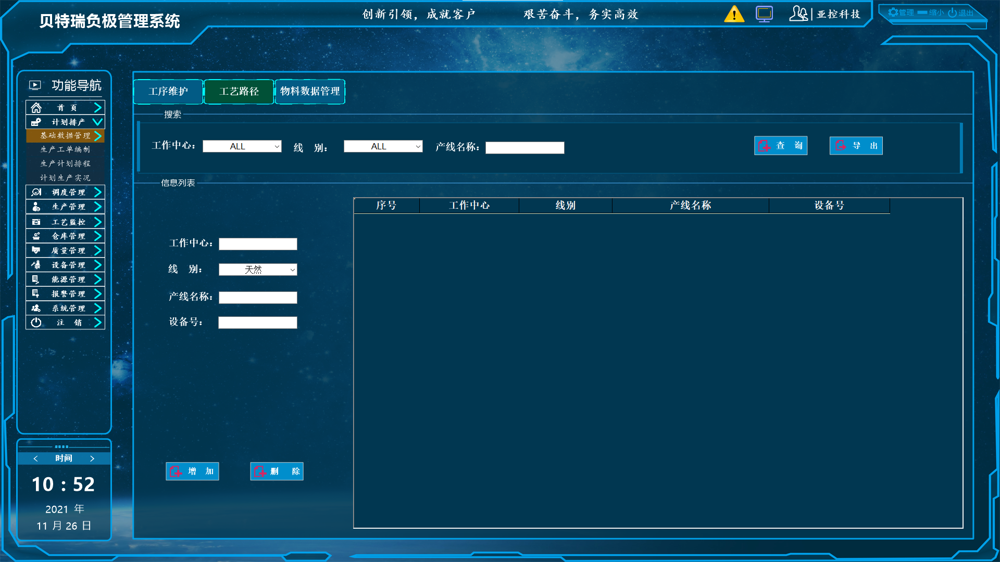 贝特瑞负极管理系统
创新引领，成就客户
艰苦奋斗，务实高效
亚控科技
管理
缩小
退出
功能导航
首 页
计划排产
基础数据管理
生产工单编制
生产计划排程
计划生产实况
调度管理
生产管理
工艺监控
仓库管理
质量管理
设备管理
能源管理
报警管理
系统管理
注 销
< 时间 >
10 : 52
2021 年
11 月 26 日
工序维护
工艺路径
物料数据管理
搜索
工作中心： ALL
线 别： ALL
产线名称：
查 询
导 出
信息列表
工作中心：
线 别： 天然
产线名称：
设备号：
增 加
删 除
序号 工作中心 线别 产线名称 设备号